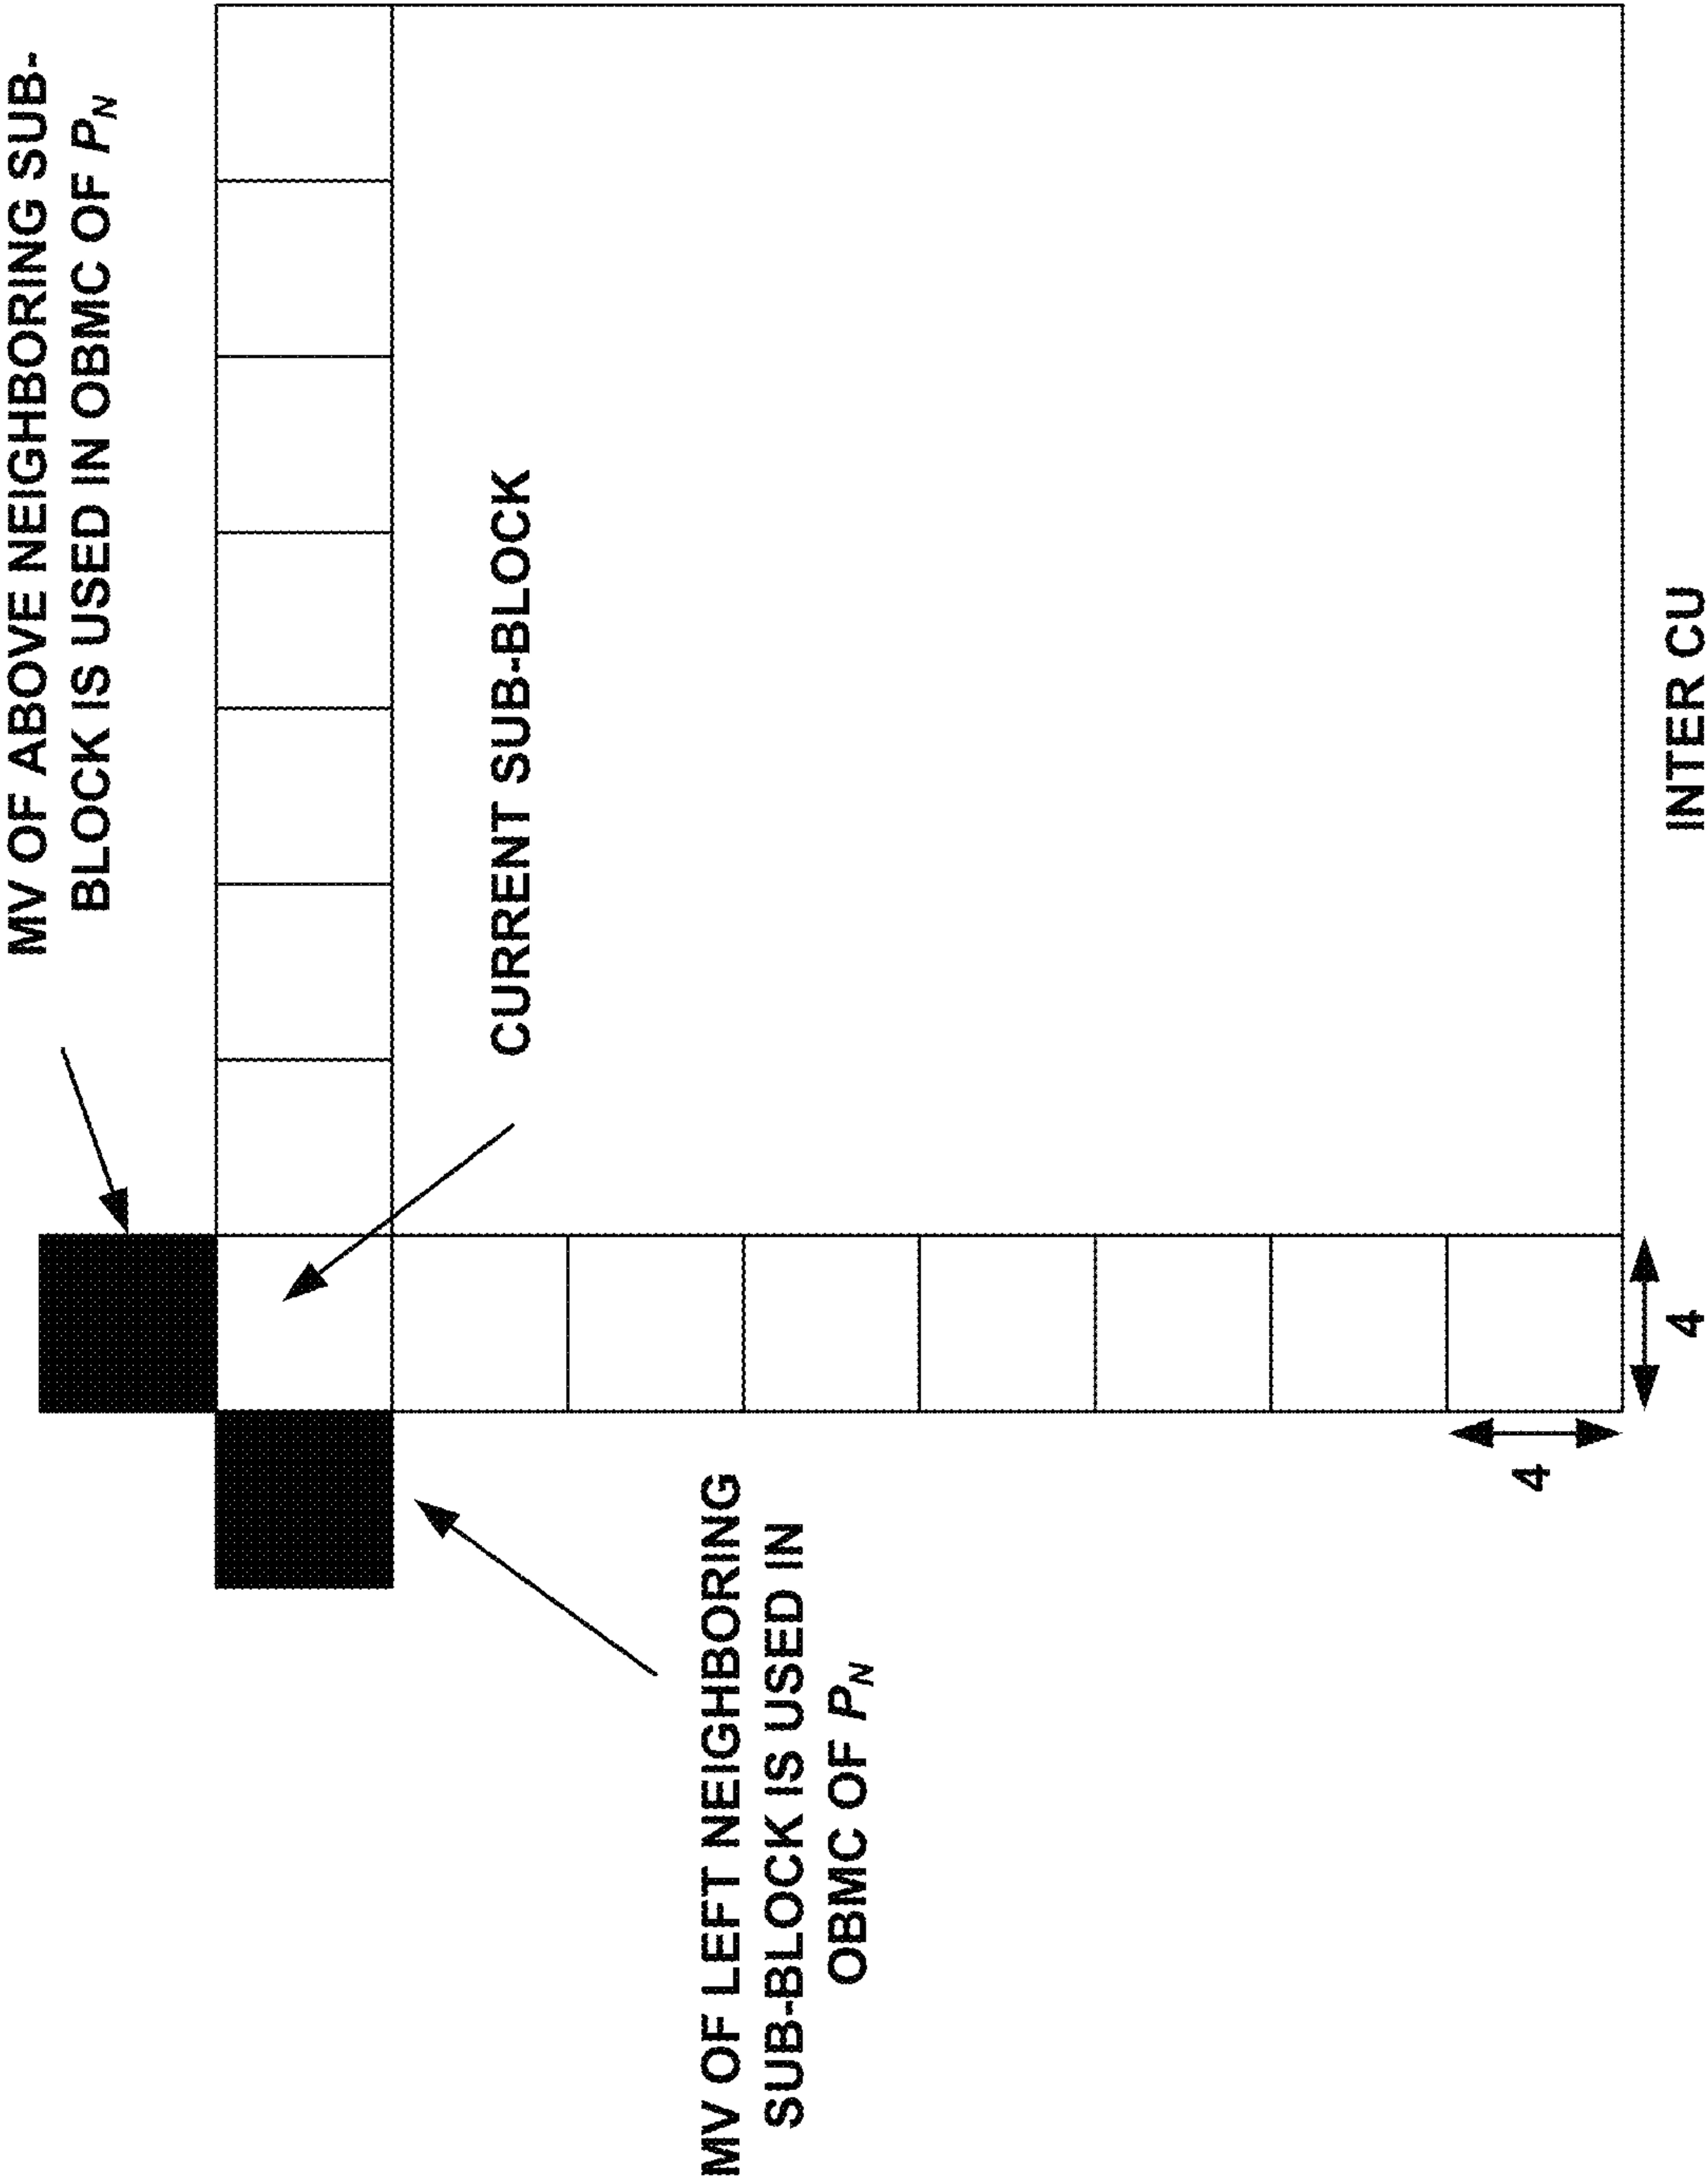 MV OF ABOVE NEIGHBORING SUB-
BLOCK IS USED IN OBMC OF PN
CURRENT SUB-BLOCK
MV OF LEFT NEIGHBORING
SUB-BLOCK IS USED IN
OBMC OF PN
4
4
INTER CU